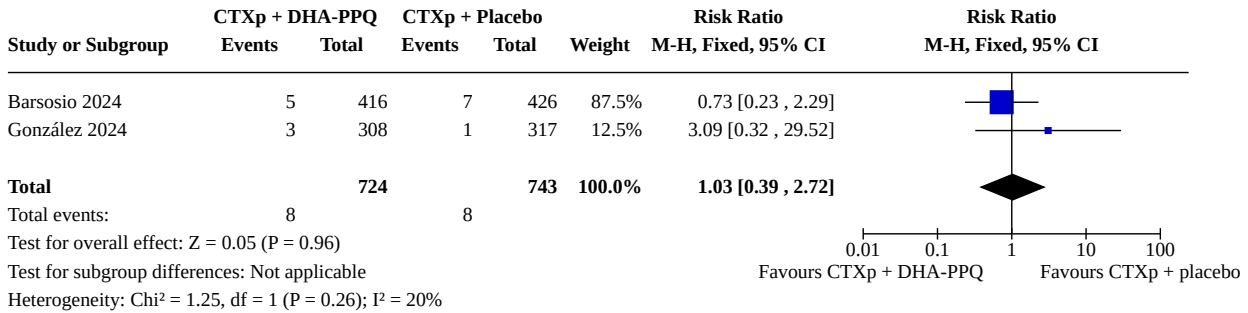 CTXp + DHA-PPQ CTXp + Placebo Risk Ratio Risk Ratio
Study or Subgroup Events Total Events Total Weight M-H, Fixed, 95% CI M-H, Fixed, 95% CI
Barsosio 2024 5 416 7 426 87.5% 0.73 [0.23 , 2.29]
González 2024 3 308 1 317 12.5% 3.09 [0.32 , 29.52]
Total 724 743 100.0% 1.03 [0.39 , 2.72]
Total events: 8 8
Test for overall effect: Z = 0.05 (P = 0.96) 0.01 0.1 1 10 100
Test for subgroup differences: Not applicable Favours CTXp + DHA-PPQ Favours CTXp + placebo
Heterogeneity: Chi² = 1.25, df = 1 (P = 0.26); I² = 20%